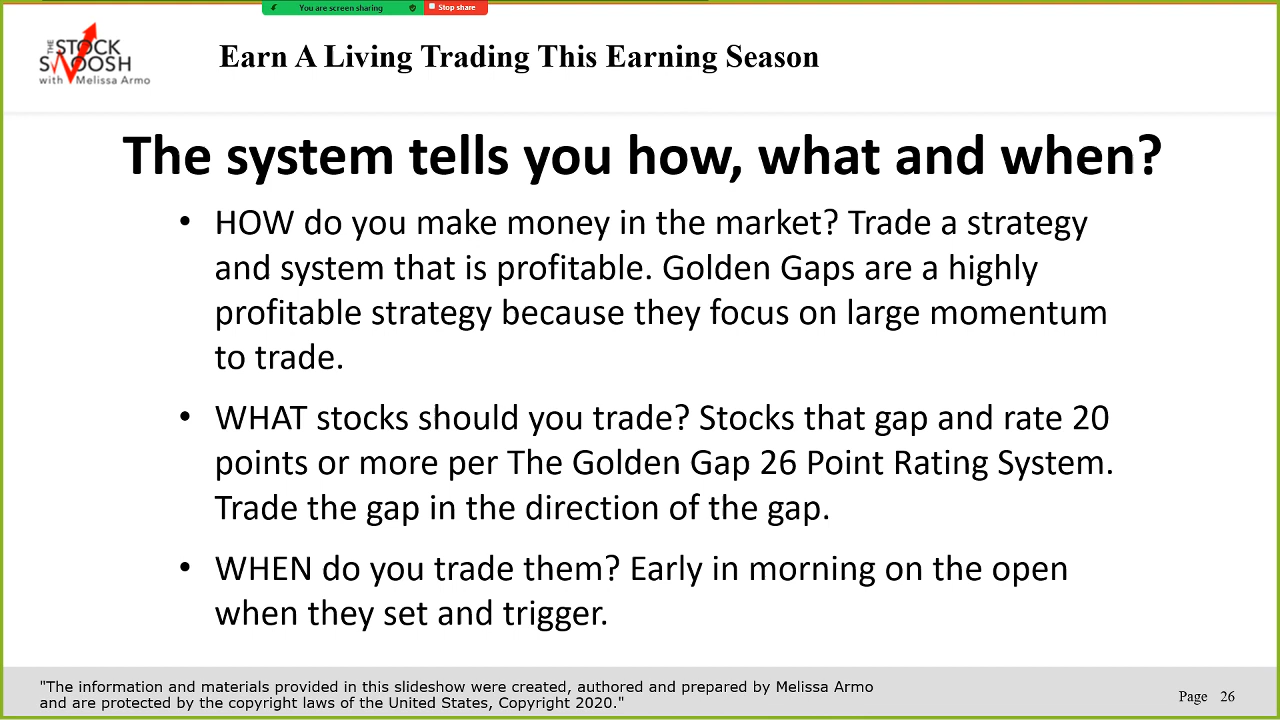 You are screen sharing
Stop share
THE
STOCK
SWOOSH
with Melissa Armo
Earn A Living Trading This Earning Season
The system tells you how, what and when?
• HOW do you make money in the market? Trade a strategy
and system that is profitable. Golden Gaps are a highly
profitable strategy because they focus on large momentum
to trade.
• WHAT stocks should you trade? Stocks that gap and rate 20
points or more per The Golden Gap 26 Point Rating System.
Trade the gap in the direction of the gap.
• WHEN do you trade them? Early in morning on the open
when they set and trigger.
"The information and materials provided in this slideshow were created, authored and prepared by Melissa Armo
and are protected by the copyright laws of the United States, Copyright 2020."
Page 26